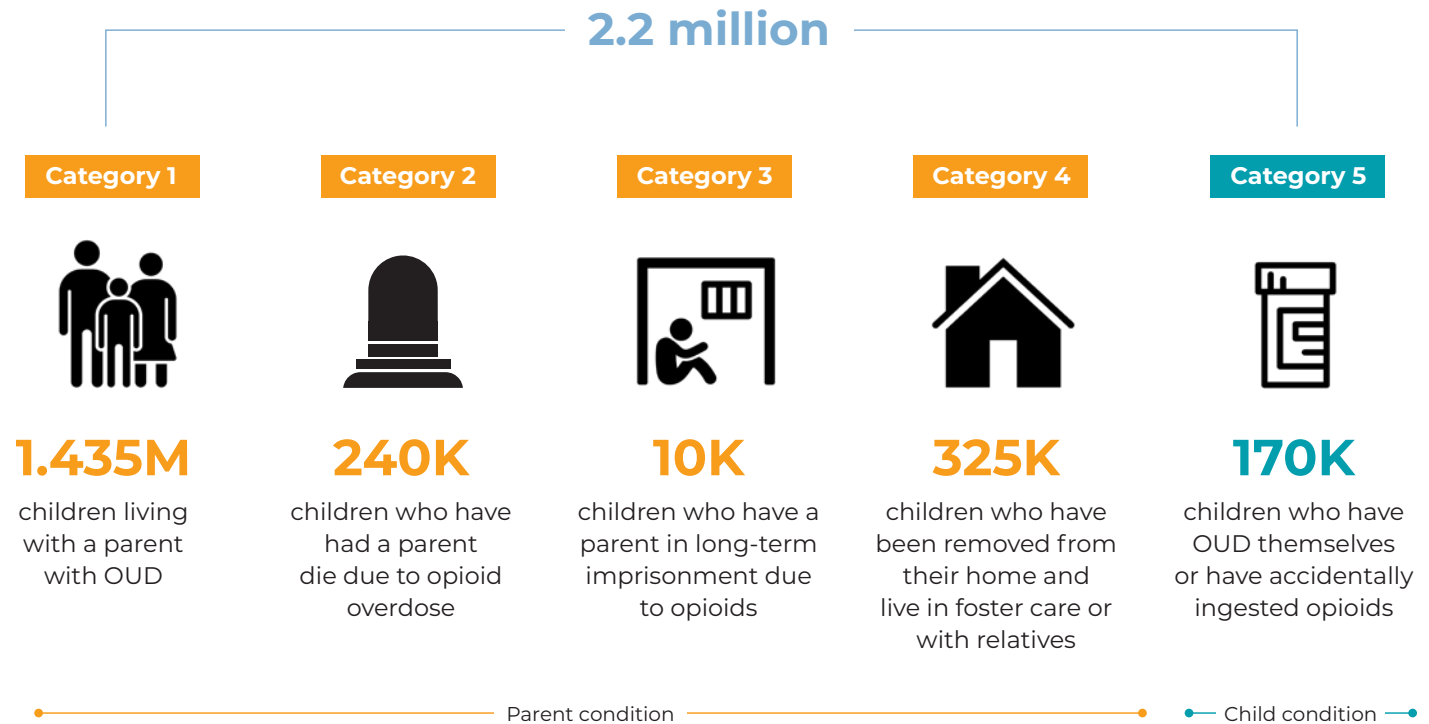 2.2 million
Category 1
Category 2
Category 3
Category 4
Category 5
1.435M
children living
with a parent
with OUD
240K
children who have
had a parent
die due to opioid
overdose
10K
children who have a
parent in long-term
imprisonment due
to opioids
325K
children who have
been removed from
their home and
live in foster care or
with relatives
170K
children who have
OUD themselves
or have accidentally
ingested opioids
Parent condition
Child condition